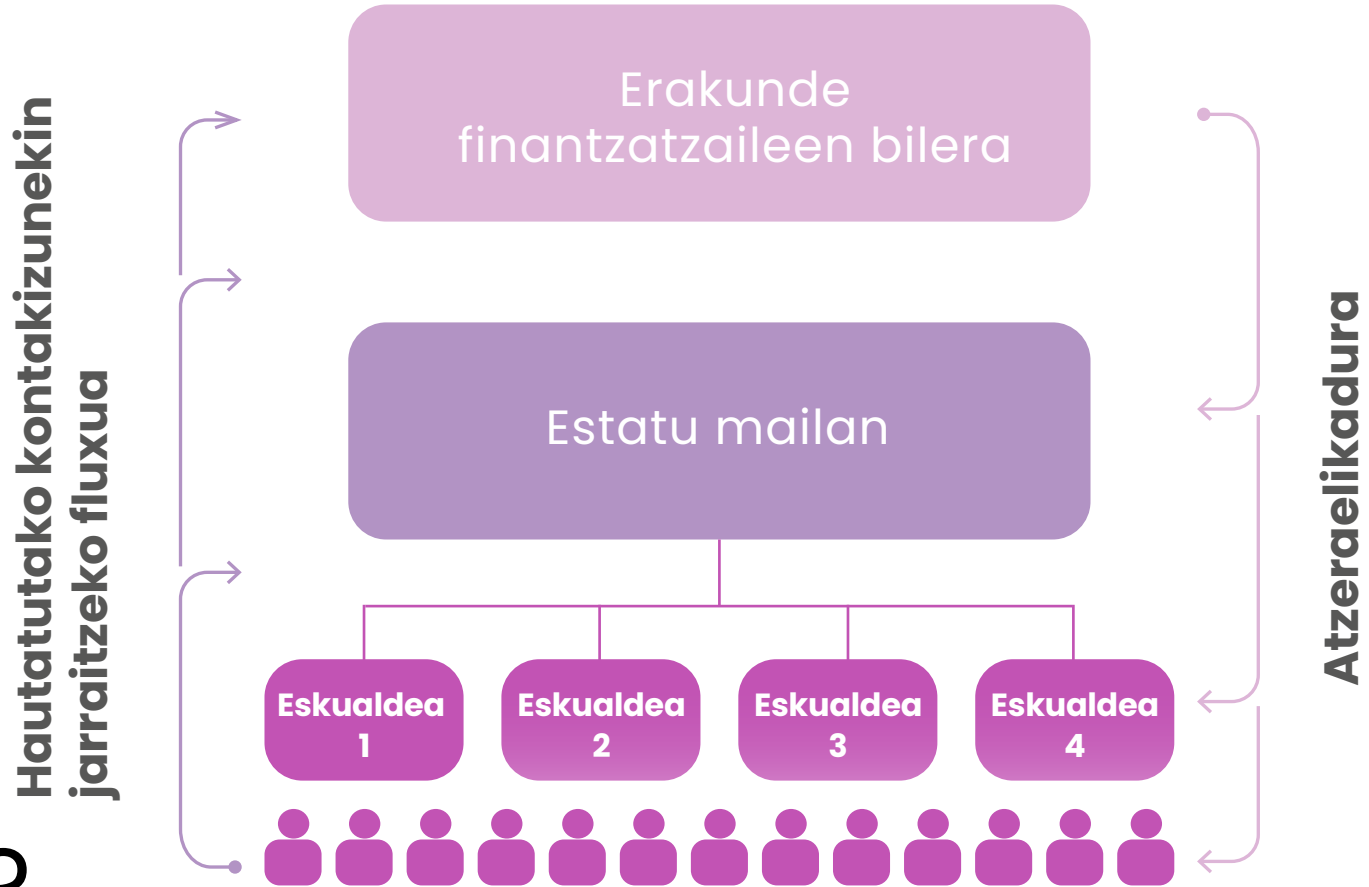 Hautatutako kontakizunekin
jarraitzeko fluxua
Erakunde
finantzatzaileen bilera
Estatu mailan
Eskualdea
1
Eskualdea
2
Eskualdea
3
Eskualdea
4
Atzeraelikadura